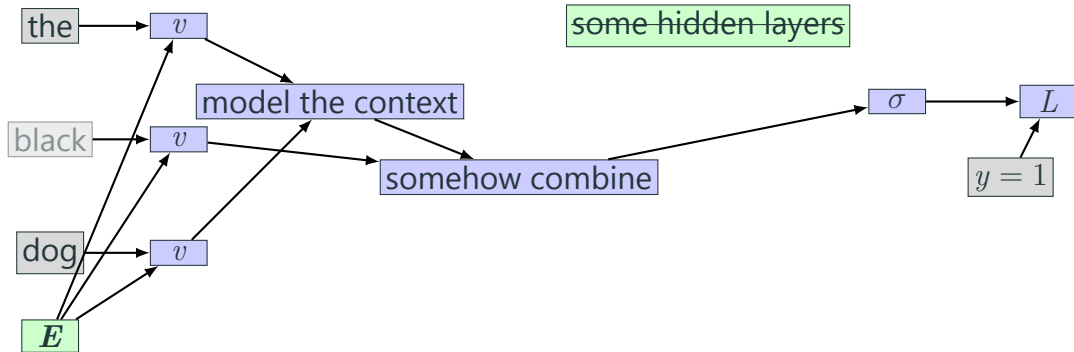 the
v
some hidden layers
model the context
σ
L
black
v
somehow combine
y = 1
dog
v
E